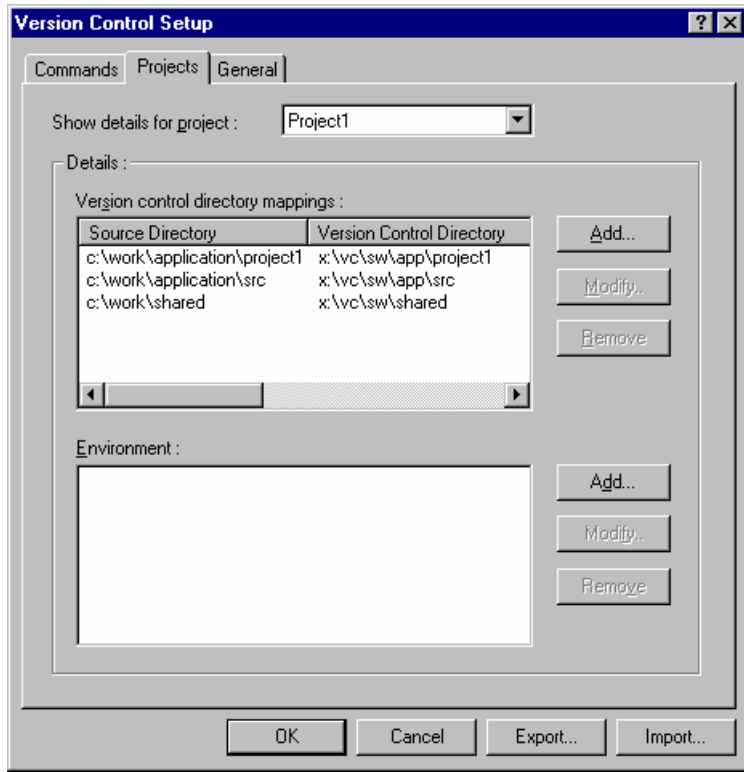 Version Control Setup
Commands Projects General
Show details for project : Project1
Details :
Version control directory mappings :
Source Directory Version Control Directory
c:\work\application\project1 x:\vc\sw\app\project1
c:\work\application\src x:\vc\sw\app\src
c:\work\shared x:\vc\sw\shared
Add...
Modify..
Remove
Environment :
Add...
Modify..
Remove
OK Cancel Export... Import...